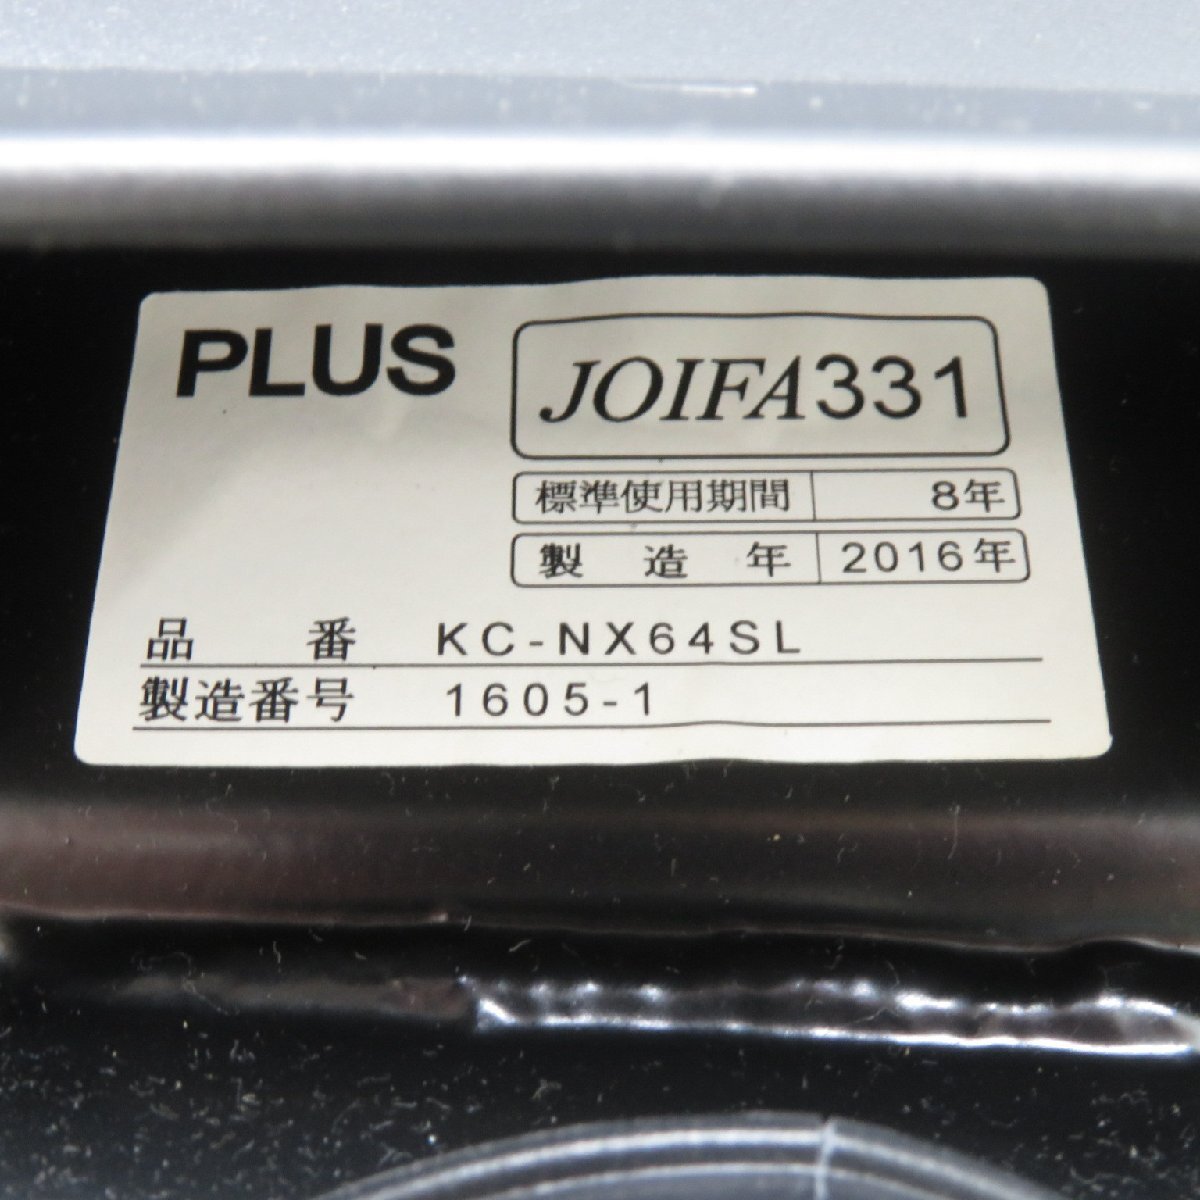 PLUS
JOIFA331
標準使用期間 8年
製造年 2016年
品番 KC-NX64SL
製造番号 1605-1